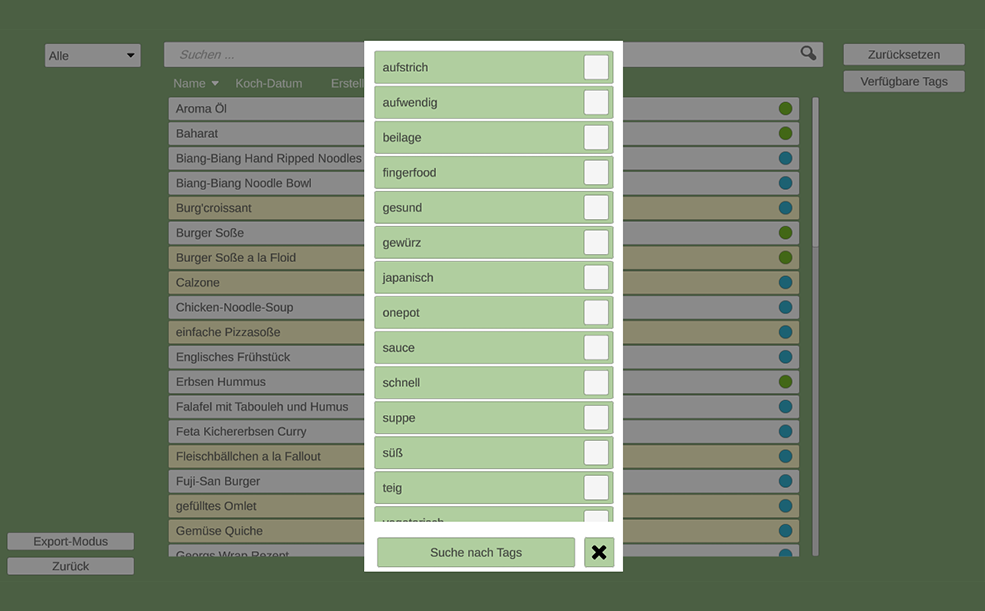 Alle
Suchen ...
Zurücksetzen
Verfügbare Tags
Name
Koch-Datum
Erstell
Aroma Öl
Baharat
Biang-Biang Hand Ripped Noodles
Biang-Biang Noodle Bowl
Burg'croissant
Burger Soße
Burger Soße a la Floid
Calzone
Chicken-Noodle-Soup
einfache Pizzasoße
Englisches Frühstück
Erbsen Hummus
Falafel mit Tabouleh und Humus
Feta Kichererbsen Curry
Fleischbällchen a la Fallout
Fuji-San Burger
gefülltes Omlet
Gemüse Quiche
Georgs Wrap Rezept
aufstrich
aufwendig
beilage
fingerfood
gesund
gewürz
japanisch
onepot
sauce
schnell
suppe
süß
teig
vegetarisch
Suche nach Tags
Export-Modus
Zurück